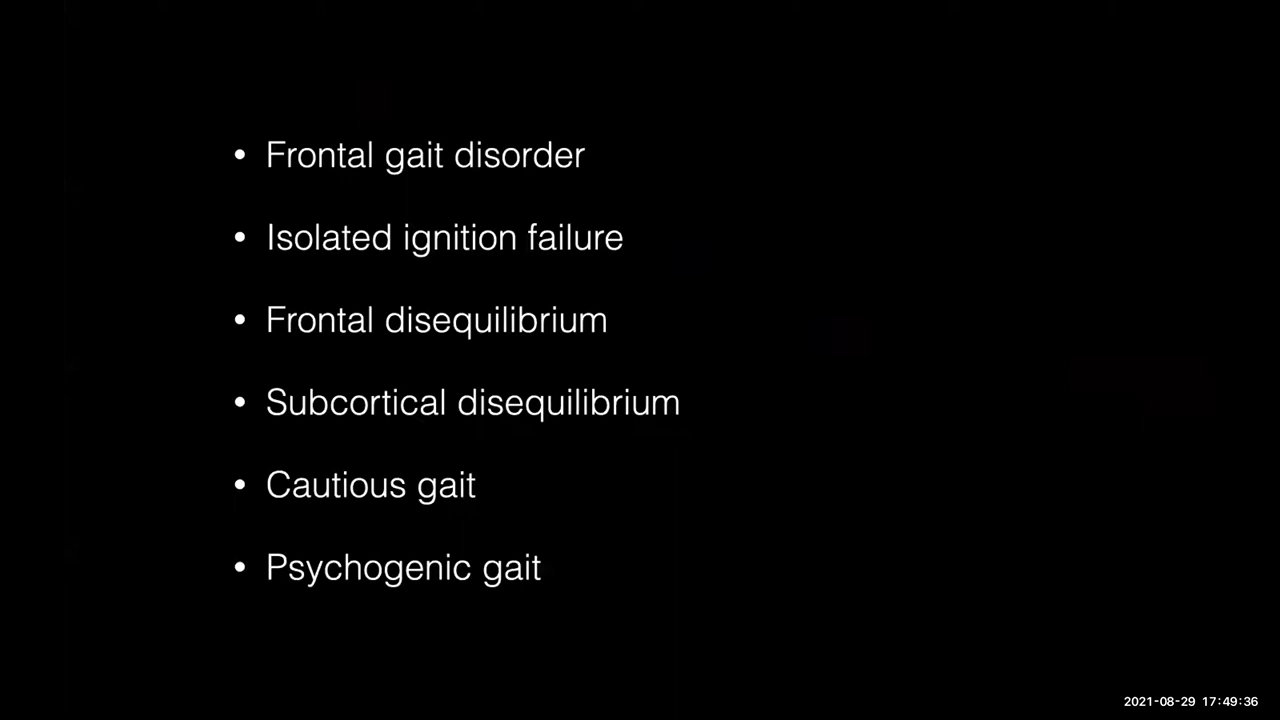 • Frontal gait disorder
• Isolated ignition failure
• Frontal disequilibrium
• Subcortical disequilibrium
• Cautious gait
• Psychogenic gait
2021-08-29 17:49:36